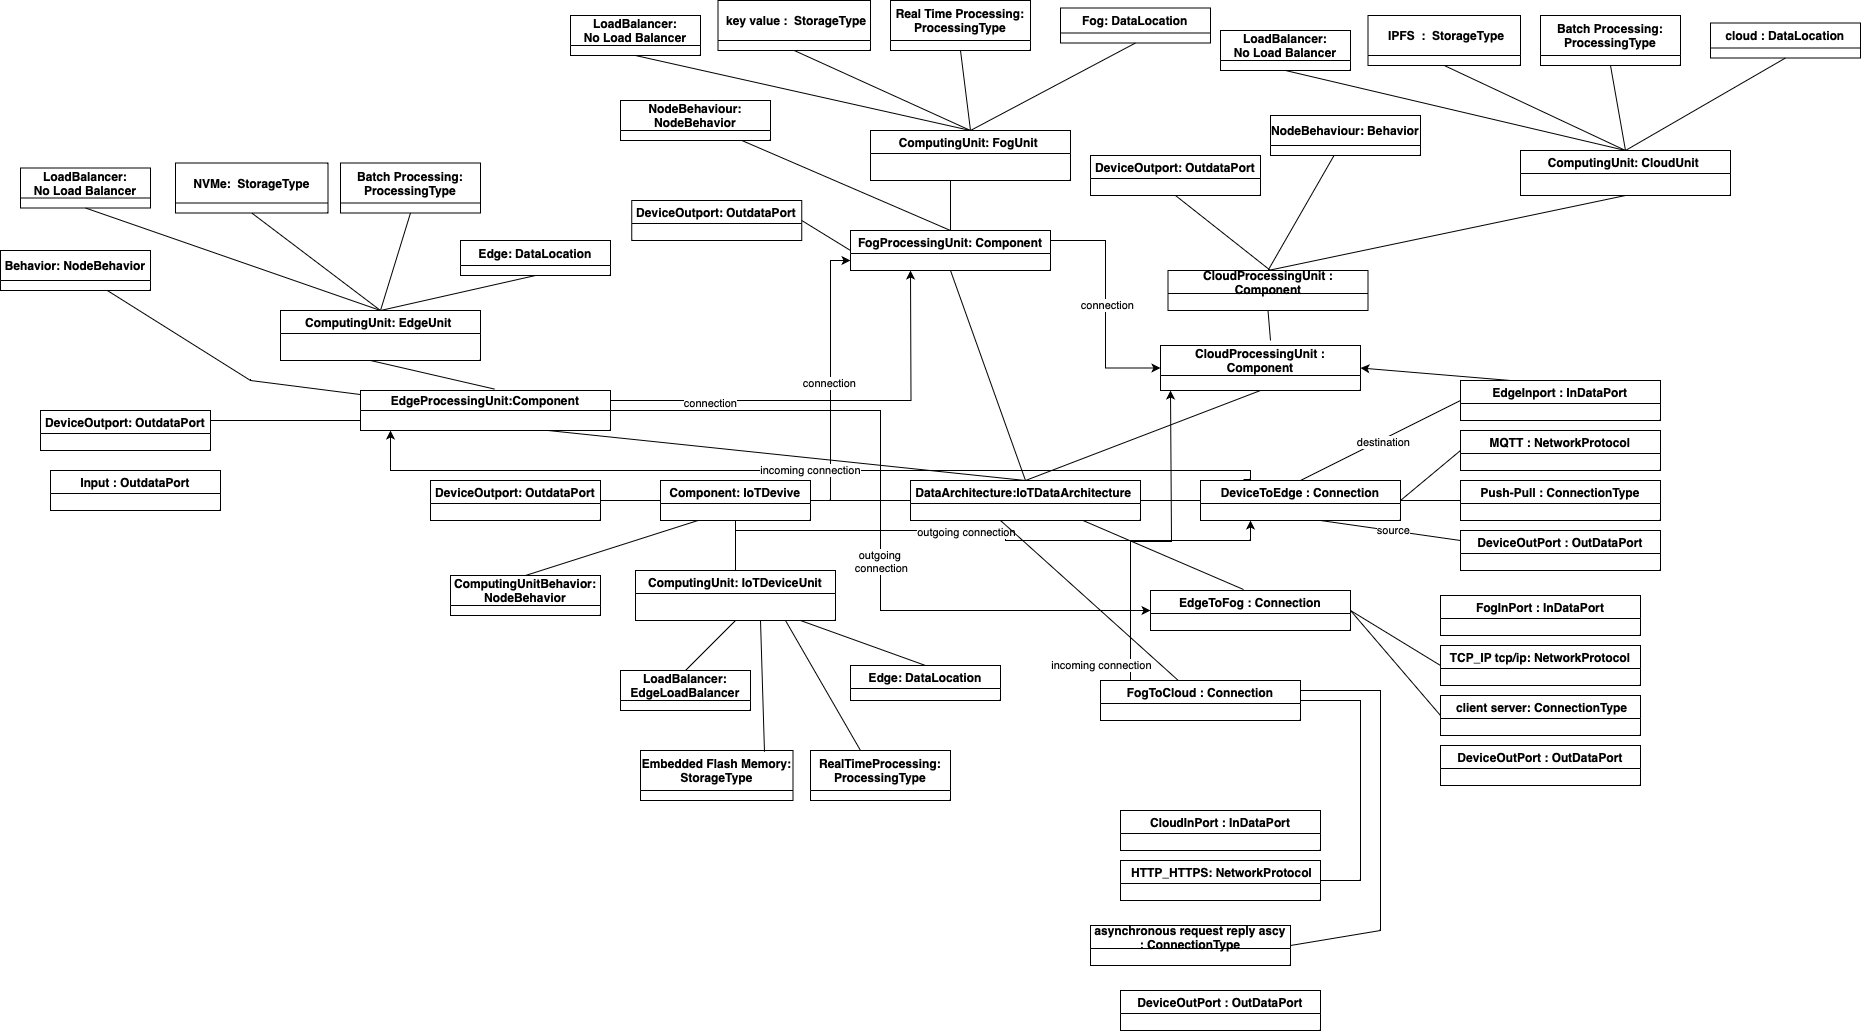 LoadBalancer:
No Load Balancer
key value :  StorageType
Real Time Processing:
ProcessingType
Fog: DataLocation
LoadBalancer:
No Load Balancer
IPFS  :  StorageType
Batch Processing:
ProcessingType
cloud : DataLocation
NodeBehaviour:
NodeBehavior
ComputingUnit: FogUnit
NodeBehaviour: Behavior
DeviceOutport: OutdataPort
ComputingUnit: CloudUnit
LoadBalancer:
No Load Balancer
NVMe:  StorageType
Batch Processing:
ProcessingType
DeviceOutport: OutdataPort
FogProcessingUnit: Component
Behavior: NodeBehavior
Edge: DataLocation
CloudProcessingUnit :
Component
connection
ComputingUnit: EdgeUnit
CloudProcessingUnit :
Component
connection
EdgeProcessingUnit:Component
connection
EdgeInport : InDataPort
DeviceOutport: OutdataPort
destination
MQTT : NetworkProtocol
incoming connection
Input : OutdataPort
DeviceOutport: OutdataPort
Component: IoTDevive
DataArchitecture:IoTDataArchitecture
DeviceToEdge : Connection
Push-Pull : ConnectionType
outgoing connection
source
DeviceOutPort : OutDataPort
outgoing
connection
ComputingUnitBehavior:
NodeBehavior
ComputingUnit: IoTDeviceUnit
EdgeToFog : Connection
FogInPort : InDataPort
incoming connection
TCP_IP tcp/ip: NetworkProtocol
LoadBalancer:
EdgeLoadBalancer
Edge: DataLocation
FogToCloud : Connection
client server: ConnectionType
Embedded Flash Memory:
StorageType
RealTimeProcessing:
ProcessingType
DeviceOutPort : OutDataPort
CloudInPort : InDataPort
HTTP_HTTPS: NetworkProtocol
asynchronous request reply ascy
: ConnectionType
DeviceOutPort : OutDataPort